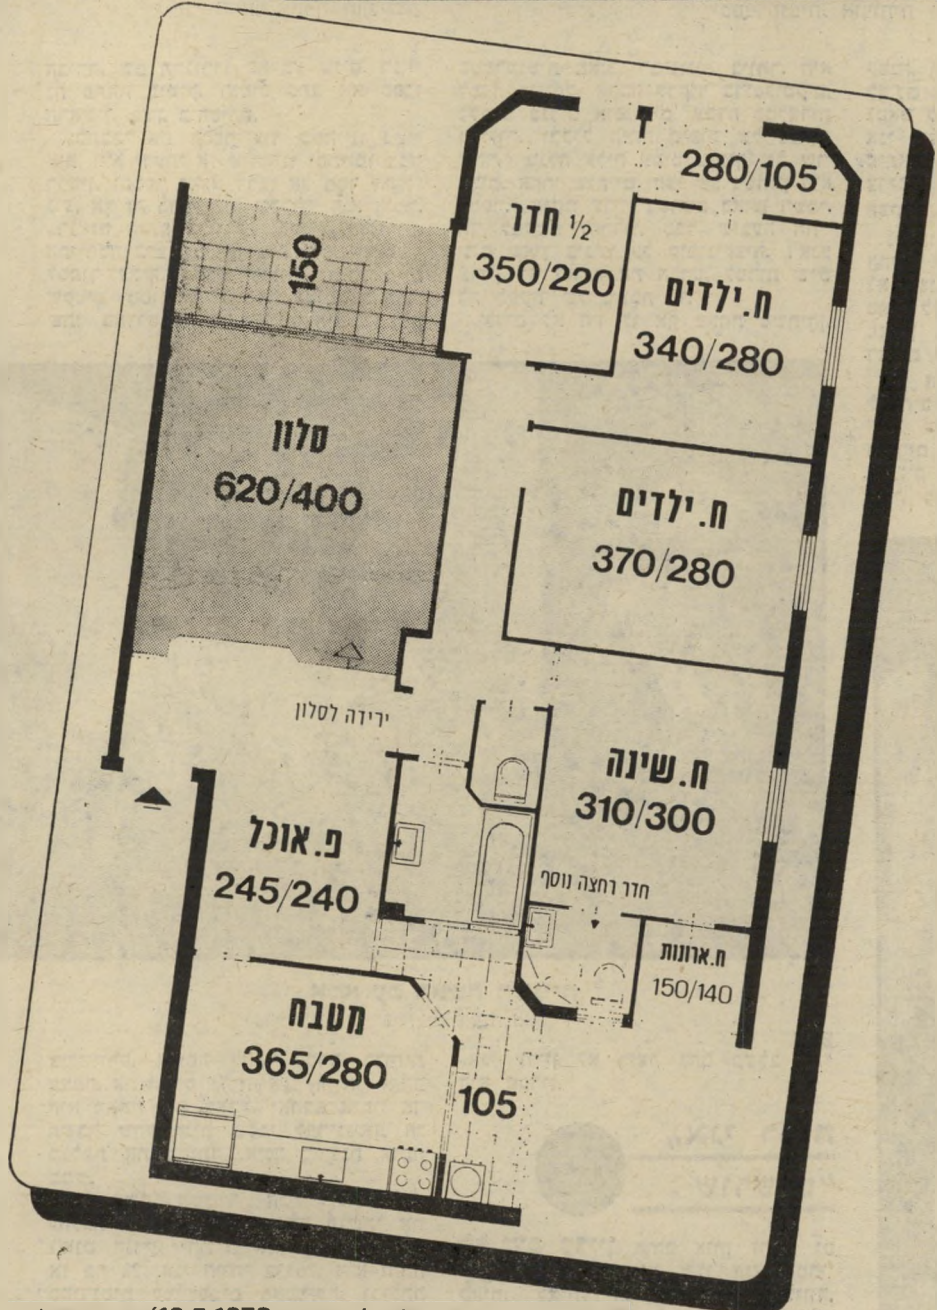 280/105
½ חדר
350/220
150
ח.ילדים
340/280
סלון
620/400
ח.ילדים
370/280
ירידה לסלון
ח.שינה
310/300
פ.אוכל
245/240
חדר רחצה נוסף
ח.ארונות
150/140
מטבח
365/280
105